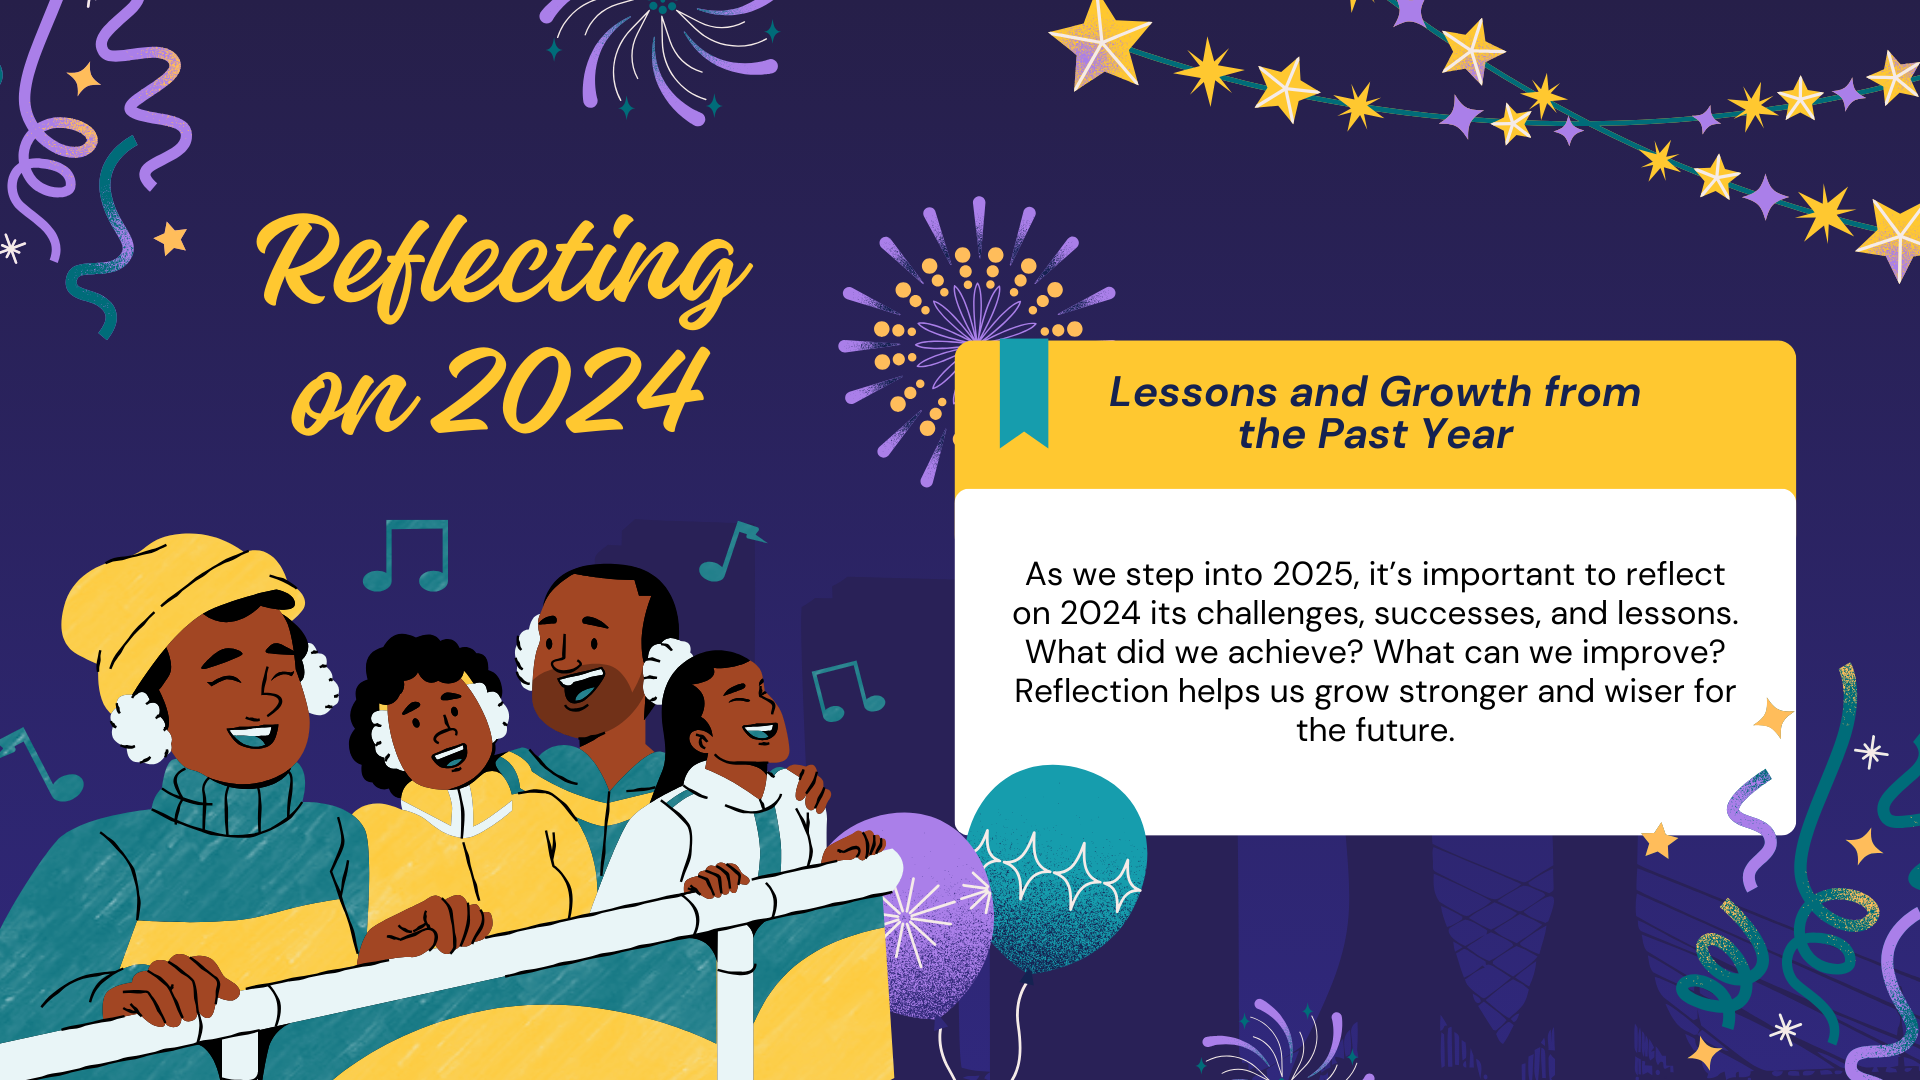 Reflecting
on 2024
Lessons and Growth from
the Past Year
As we step into 2025, it’s important to reflect
on 2024 its challenges, successes, and lessons.
What did we achieve? What can we improve?
Reflection helps us grow stronger and wiser for
the future.